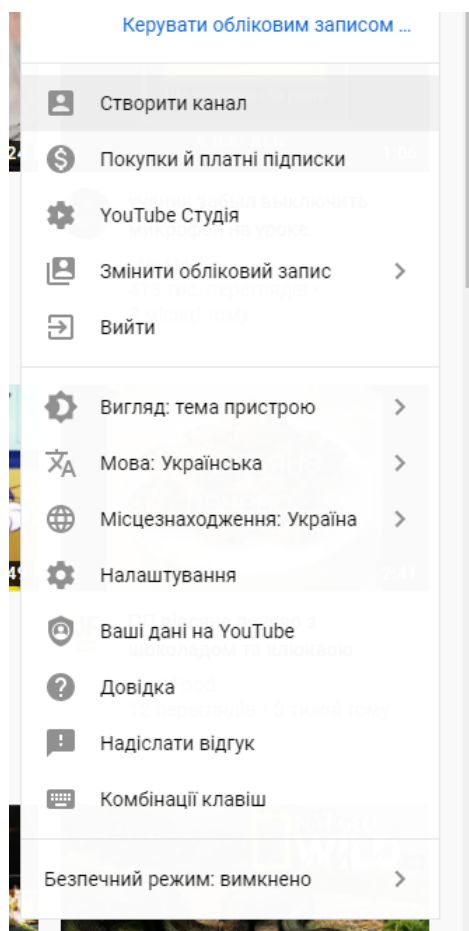 Керувати обліковим записом ...
Створити канал
Покупки й платні підписки
YouTube Студія
Змінити обліковий запис
Вийти
Вигляд: тема пристрою
Мова: Українська
Місцезнаходження: Україна
Налаштування
Ваші дані на YouTube
Довідка
Надіслати відгук
Комбінації клавіш
Безпечний режим: вимкнено